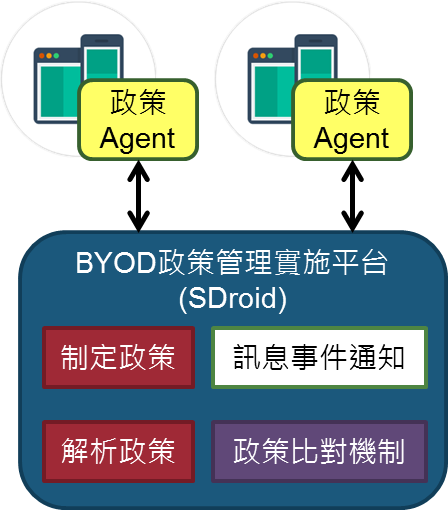 政策
Agent
政策
Agent
BYOD政策管理實施平台
(SDroid)
制定政策
訊息事件通知
解析政策
政策比對機制